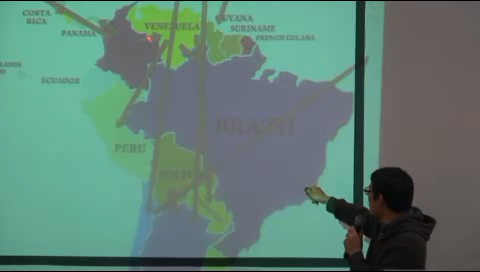 COSTA
RICA
PANAMA
VENEZUELA
GUYANA
SURINAME
FRENCH GUIANA
ECUADOR
BRAZIL
PERU